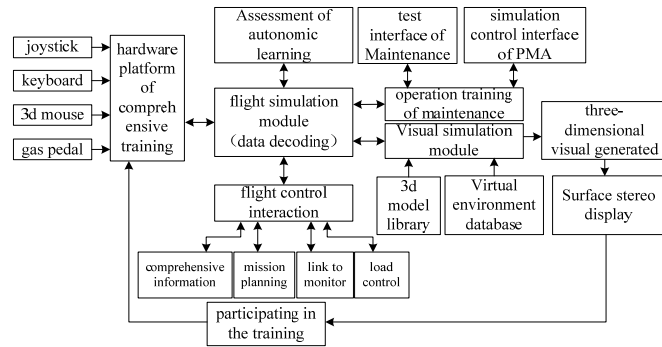 joystick
keyboard
3d mouse
gas pedal
hardware
platform
of
compreh
ensive
training
Assessment of
autonomic
learning
test
interface of
Maintenance
simulation
control interface
of PMA
flight simulation
module
（data decoding）
operation training
of maintenance
Visual simulation
module
three-
dimensional
visual generated
flight control
interaction
3d
model
library
Virtual
environment
database
Surface stereo
display
comprehensive
information
mission
planning
link to
monitor
load
control
participating in
the training